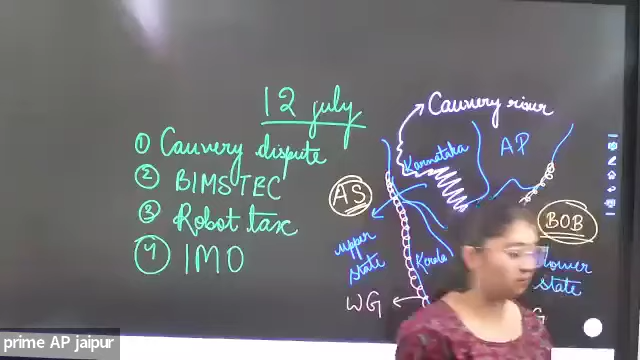 12 july
① Cauvery dispute
② BIMSTEC
③ Robot tax
④ IMO
Cauvery river
Karnataka
AP
AS
BOB
upper
state
Kerala
lower
state
WG
G
prime AP jaipur